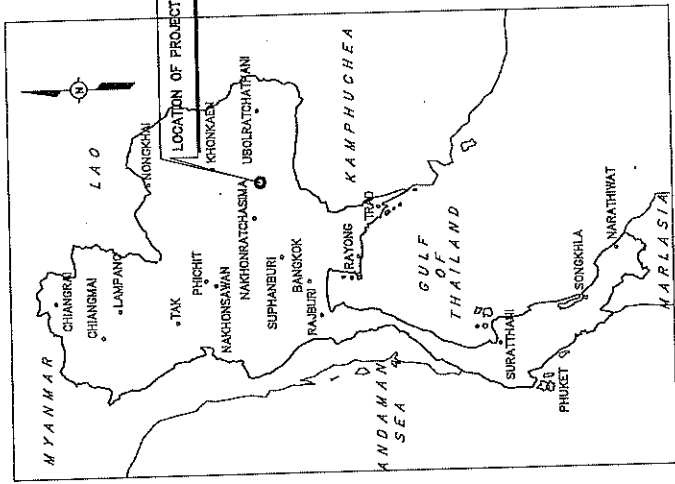 MYANMAR
LAO
N
CHIANGRAI
CHIANGMAI
LAMPANG
NONGKHAI
LOCATION OF PROJECT
TAK
PHICHIT
KHONKAEN
NAKHONSAWAN
NAKHONRATCHASIMA
UBOLRATCHATHANI
SUPHANBURI
BANGKOK
RAJBURI
RAYONG
TRAD
KAMPHUCHEA
ANDAMAN
SEA
GULF
OF
THAILAND
SURATTHANI
PHUKET
SONGKHLA
NARATHIWAT
MARLASIA